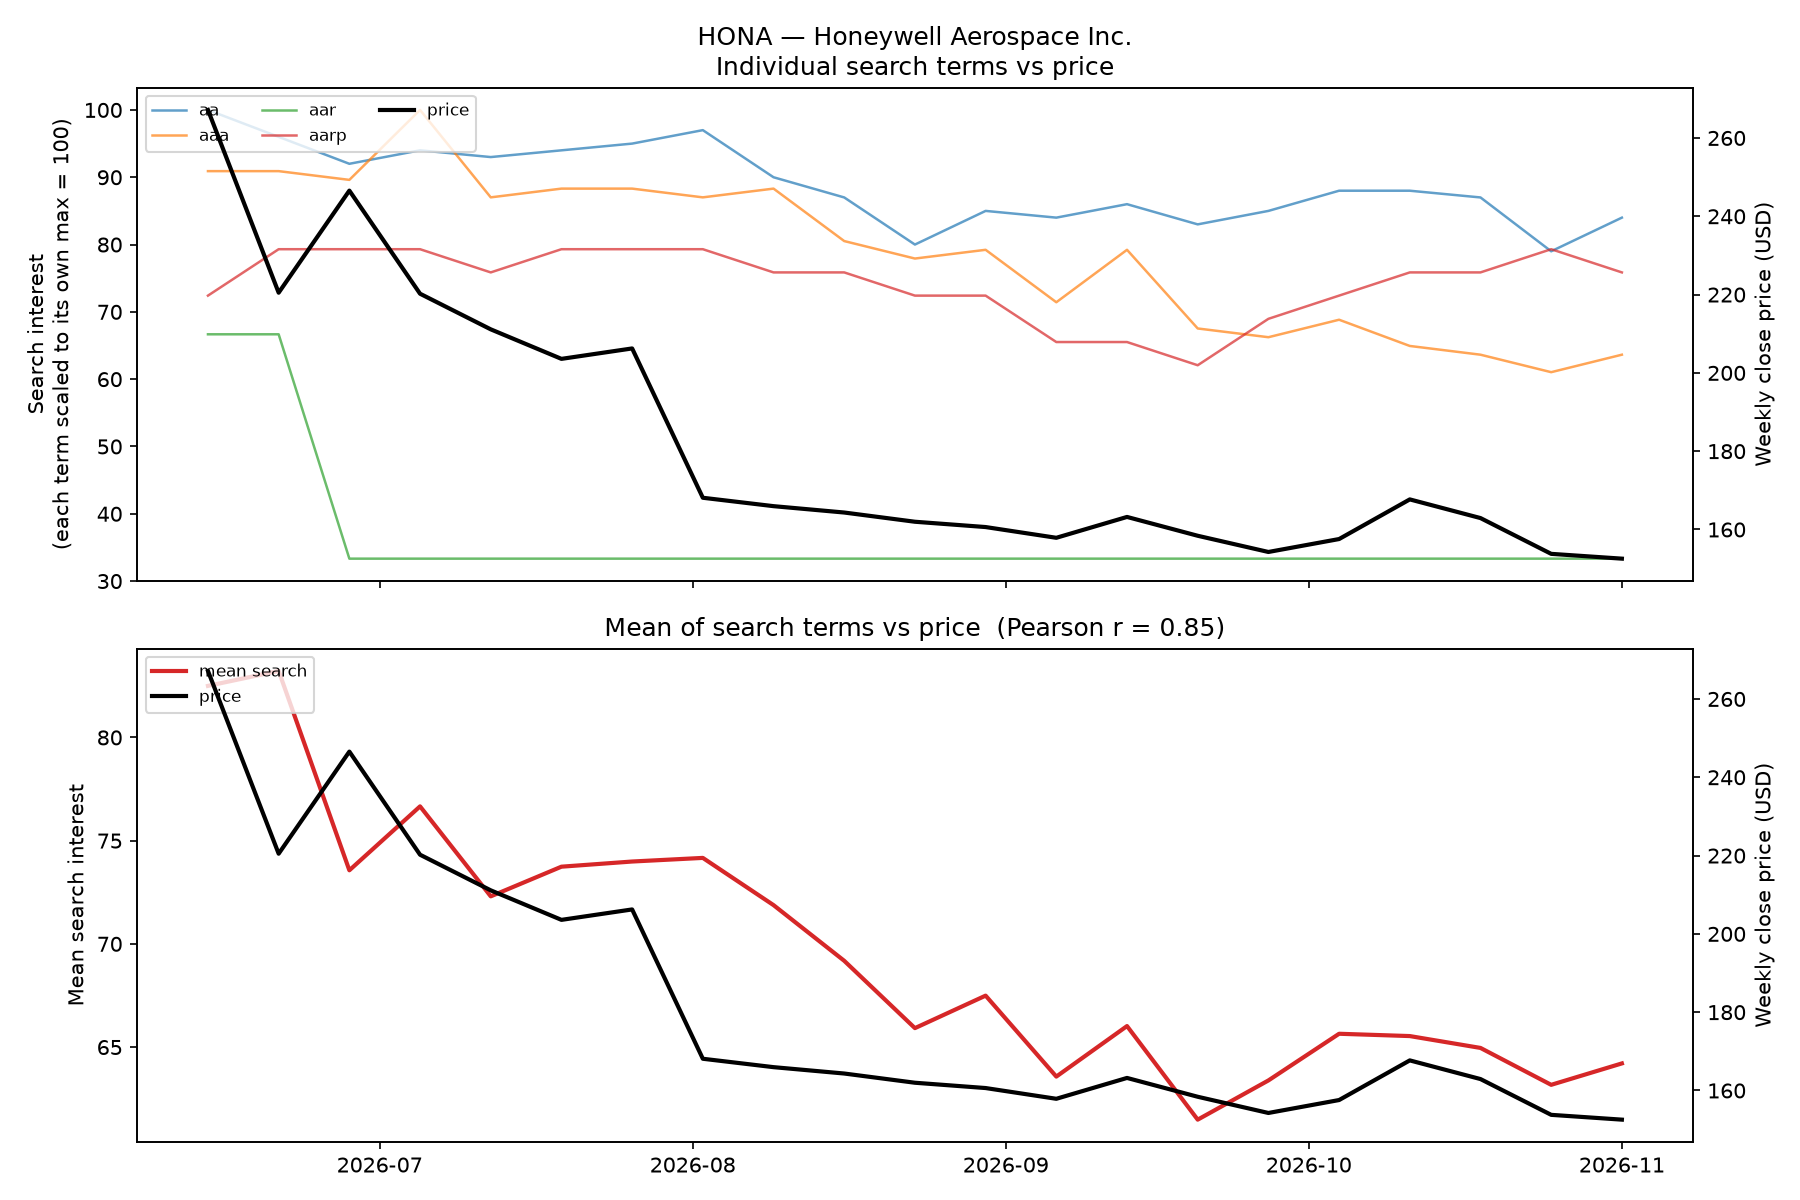 HONA — Honeywell Aerospace Inc.
Individual search terms vs price
aa
aaa
aar
aarp
price
Search interest
(each term scaled to its own max = 100)
100
90
80
70
60
50
40
30
260
240
220
200
180
160
Weekly close price (USD)
Mean of search terms vs price (Pearson r = 0.85)
mean search
price
Mean search interest
80
75
70
65
260
240
220
200
180
160
Weekly close price (USD)
2026-07
2026-08
2026-09
2026-10
2026-11